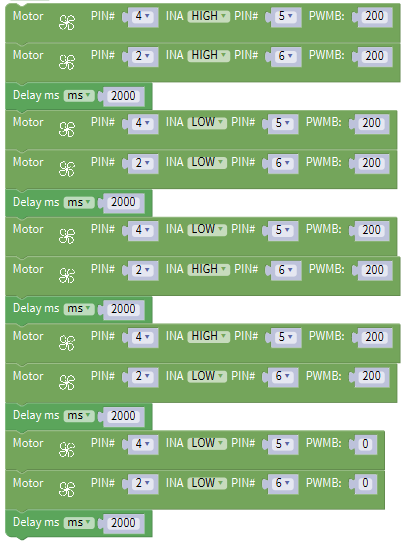 Motor PIN# 4 INA HIGH PIN# 5 PWMB: 200
Motor PIN# 2 INA HIGH PIN# 6 PWMB: 200
Delay ms ms 2000
Motor PIN# 4 INA LOW PIN# 5 PWMB: 200
Motor PIN# 2 INA LOW PIN# 6 PWMB: 200
Delay ms ms 2000
Motor PIN# 4 INA LOW PIN# 5 PWMB: 200
Motor PIN# 2 INA HIGH PIN# 6 PWMB: 200
Delay ms ms 2000
Motor PIN# 4 INA HIGH PIN# 5 PWMB: 200
Motor PIN# 2 INA LOW PIN# 6 PWMB: 200
Delay ms ms 2000
Motor PIN# 4 INA LOW PIN# 5 PWMB: 0
Motor PIN# 2 INA LOW PIN# 6 PWMB: 0
Delay ms ms 2000